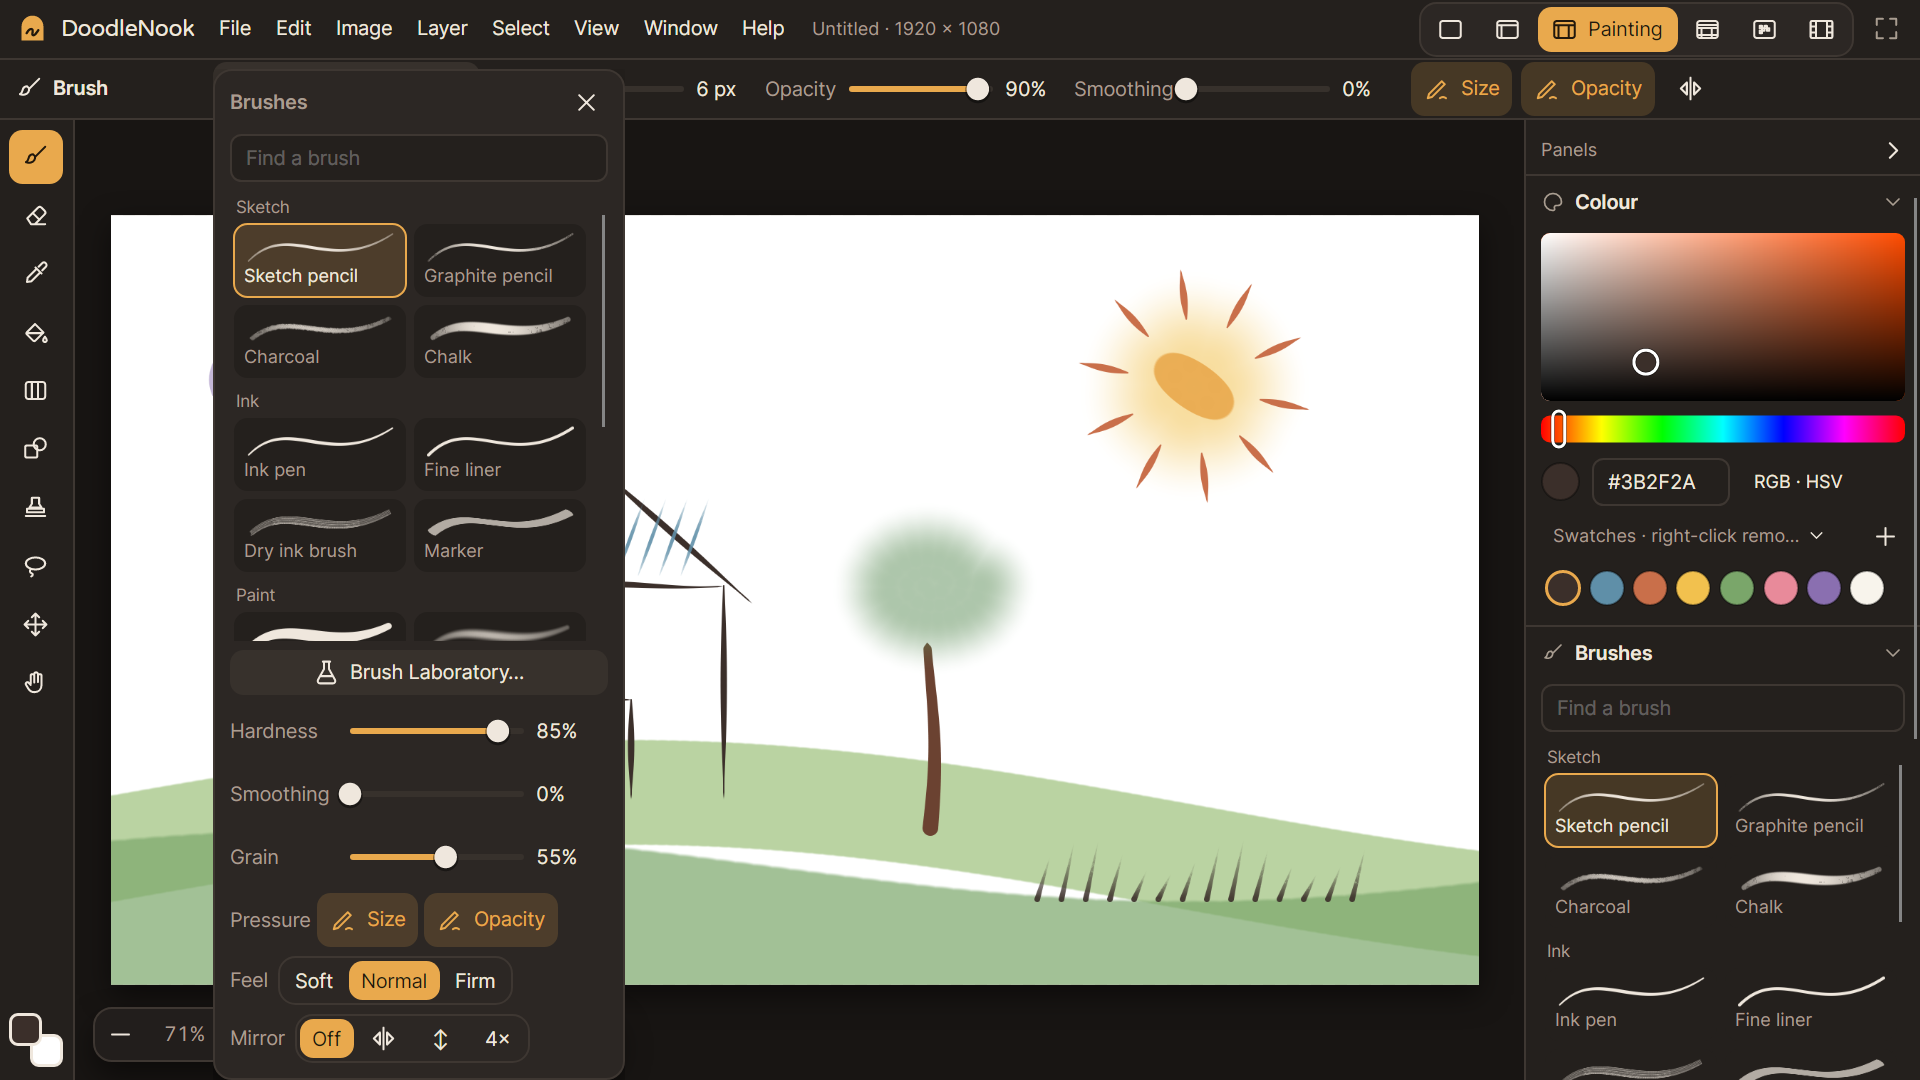 DoodleNook File Edit Image Layer Select View Window Help Untitled · 1920 × 1080 Painting
Brush 6 px Opacity 90% Smoothing 0% Size Opacity
Brushes
Find a brush
Sketch
Sketch pencil Graphite pencil
Charcoal Chalk
Ink
Ink pen Fine liner
Dry ink brush Marker
Paint
Brush Laboratory...
Hardness 85%
Smoothing 0%
Grain 55%
Pressure Size Opacity
Feel Soft Normal Firm
Mirror Off 4×
71%
Panels
Colour
#3B2F2A RGB · HSV
Swatches · right-click remo...
Brushes
Find a brush
Sketch
Sketch pencil Graphite pencil
Charcoal Chalk
Ink
Ink pen Fine liner